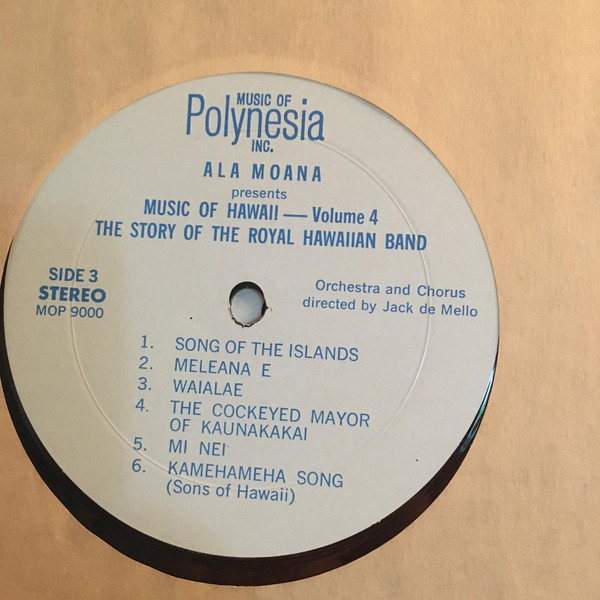 MUSIC OF
Polynesia
INC.
ALA MOANA
presents
MUSIC OF HAWAII — Volume 4
THE STORY OF THE ROYAL HAWAIIAN BAND
SIDE 3
STEREO
MOP 9000
Orchestra and Chorus
directed by Jack de Mello
1. SONG OF THE ISLANDS
2. MELEANA E
3. WAIALAE
4. THE COCKEYED MAYOR
OF KAUNAKAKAI
5. MI NEI
6. KAMEHAMEHA SONG
(Sons of Hawaii)